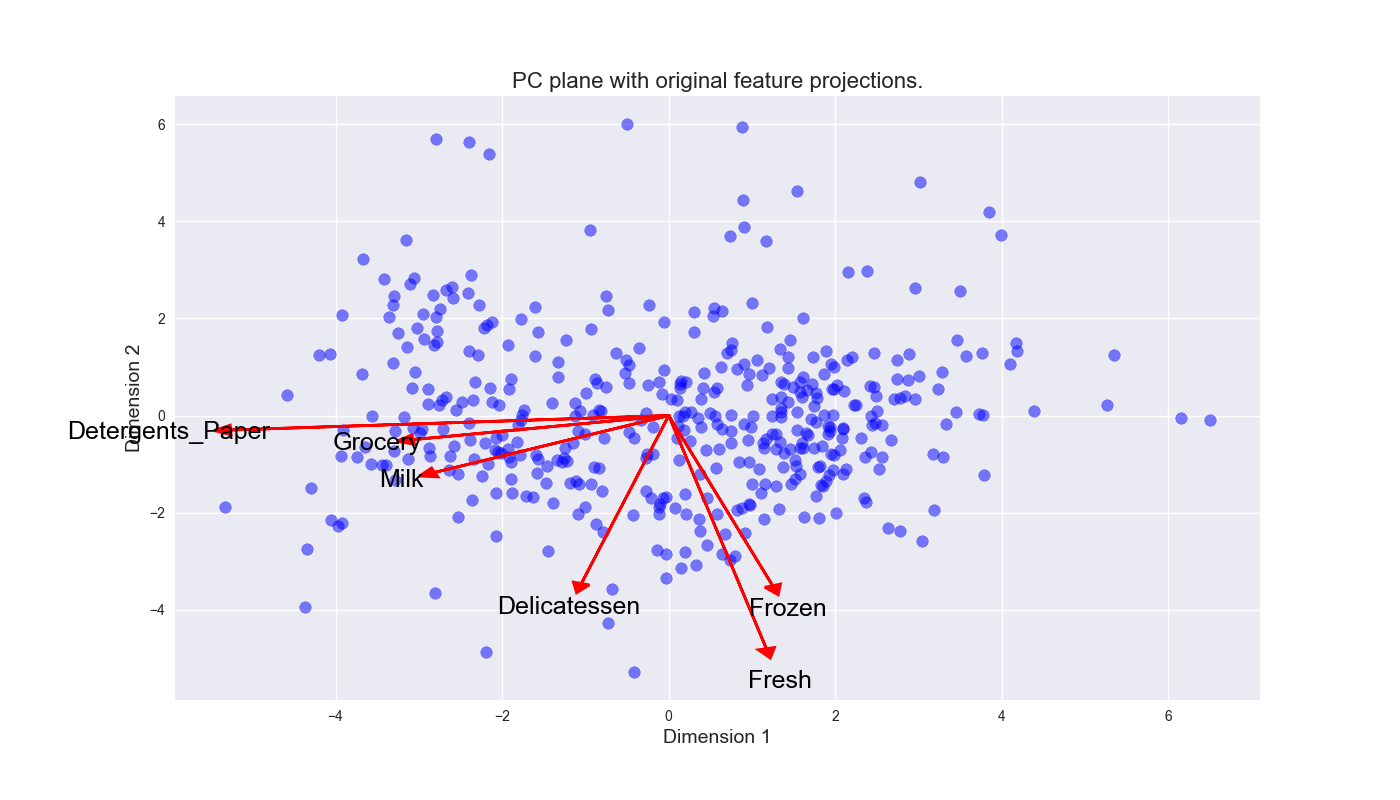 PC plane with original feature projections.
6
4
2
0
−2
−4
Dimension 2
Detergents_Paper
Grocery
Milk
Delicatessen
Frozen
Fresh
−4
−2
0
2
4
6
Dimension 1